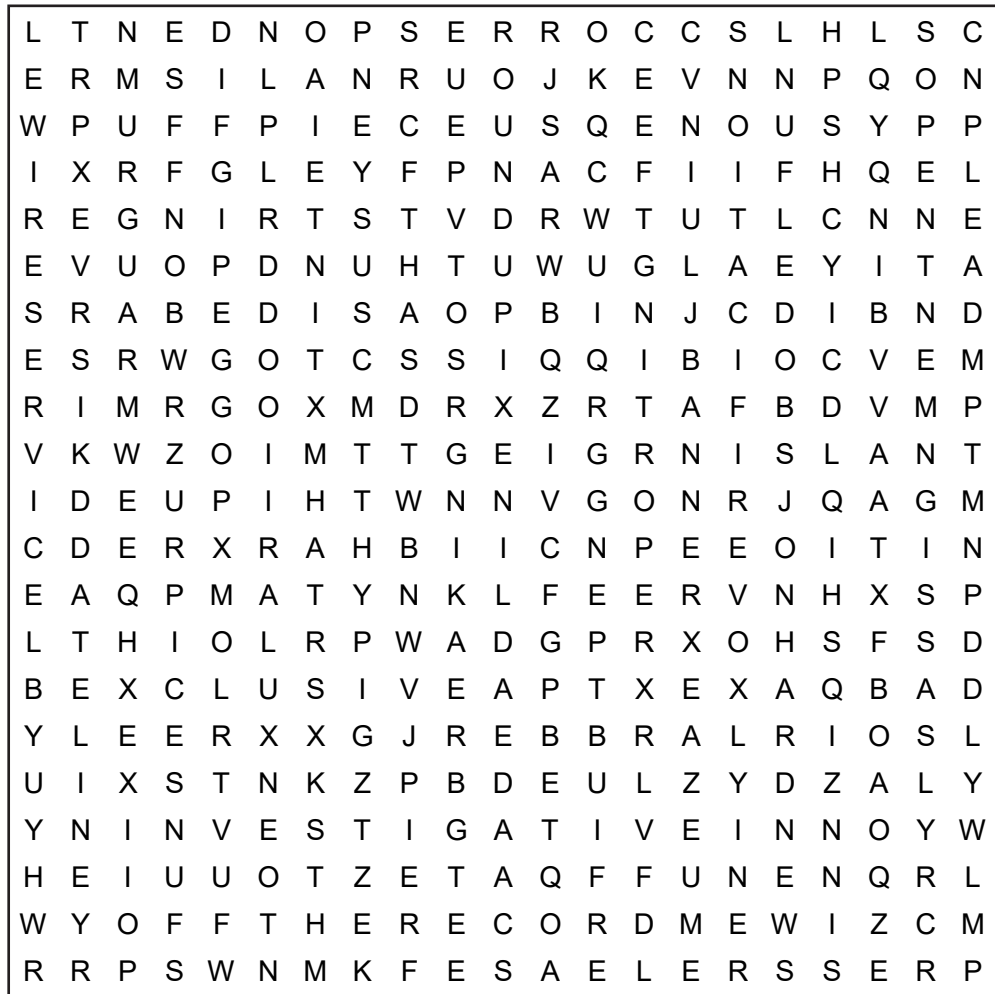 L T N E D N O P S E R R O C C S L H L S C
E R M S I L A N R U O J K E V N N P Q O N
W P U F F P I E C E U S Q E N O U S Y P P
I X R F G L E Y F P N A C F I I F H Q E L
R E G N I R T S T V D R W T U T L C N N E
E V U O P D N U H T U W U G L A E Y I T A
S R A B E D I S A O P B I N J C D I B N D
E S R W G O T C S S I Q Q I B I O C V E M
R I M R G O X M D R X Z R T A F B D V M P
V K W Z O I M T T G E I G R N I S L A N T
I D E U P I H T W N N V G O N R J Q A G M
C D E R X R A H B I I C N P E E O I T I N
E A Q P M A T Y N K L F E E R V N H X S P
L T H I O L R P W A D G P R X O H S F S D
B E X C L U S I V E A P T X E X A Q B A D
Y L E E R X X G J R E B B R A L R I O S L
U I X S T N K Z P B D E U L Z Y D Z A L Y
Y N I N V E S T I G A T I V E I N N O Y W
H E I U U O T Z E T A Q F F U N E N Q R L
W Y O F F T H E R E C O R D M E W I Z C M
R R P S W N M K F E S A E L E R S S E R P